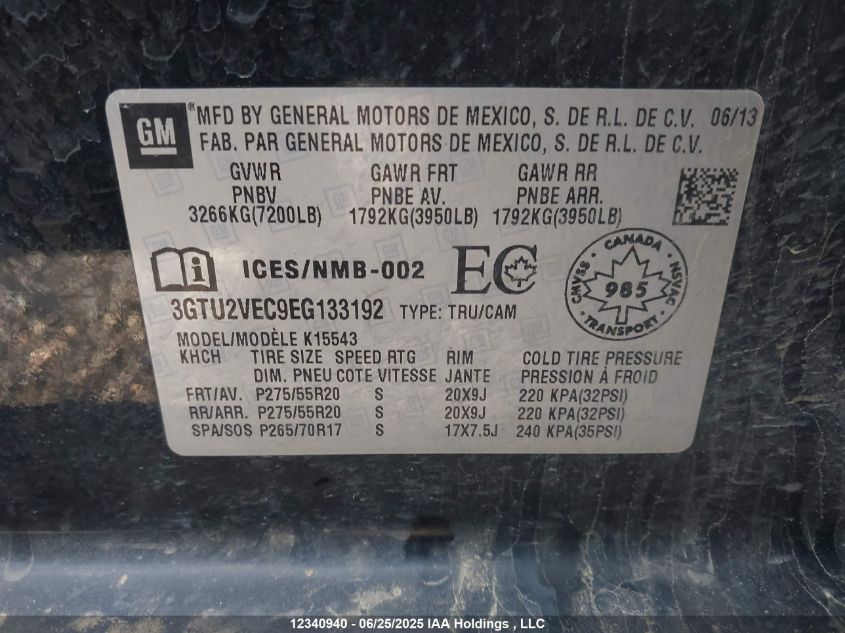 GM
® MFD BY GENERAL MOTORS DE MEXICO, S. DE R.L. DE C.V. 06/13
FAB. PAR GENERAL MOTORS DE MEXICO, S. DE R.L. DE C.V.
GVWR GAWR FRT GAWR RR
PNBV PNBE AV. PNBE ARR.
3266KG(7200LB) 1792KG(3950LB) 1792KG(3950LB)
i ICES/NMB-002 EC
CANADA
CMVSS 985 NSVAC
TRANSPORT
3GTU2VEC9EG133192 TYPE: TRU/CAM
MODEL/MODÈLE K15543
KHCH TIRE SIZE SPEED RTG RIM COLD TIRE PRESSURE
DIM. PNEU COTE VITESSE JANTE PRESSION À FROID
FRT/AV. P275/55R20 S 20X9J 220 KPA(32PSI)
RR/ARR. P275/55R20 S 20X9J 220 KPA(32PSI)
SPA/SOS P265/70R17 S 17X7.5J 240 KPA(35PSI)
12340940 - 06/25/2025 IAA Holdings , LLC